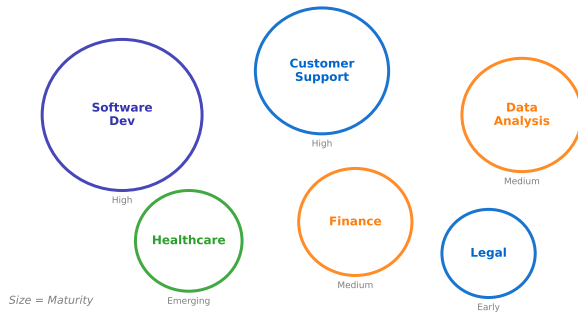 Customer
Support
High
Software
Dev
High
Data
Analysis
Medium
Healthcare
Emerging
Finance
Medium
Legal
Early
Size = Maturity